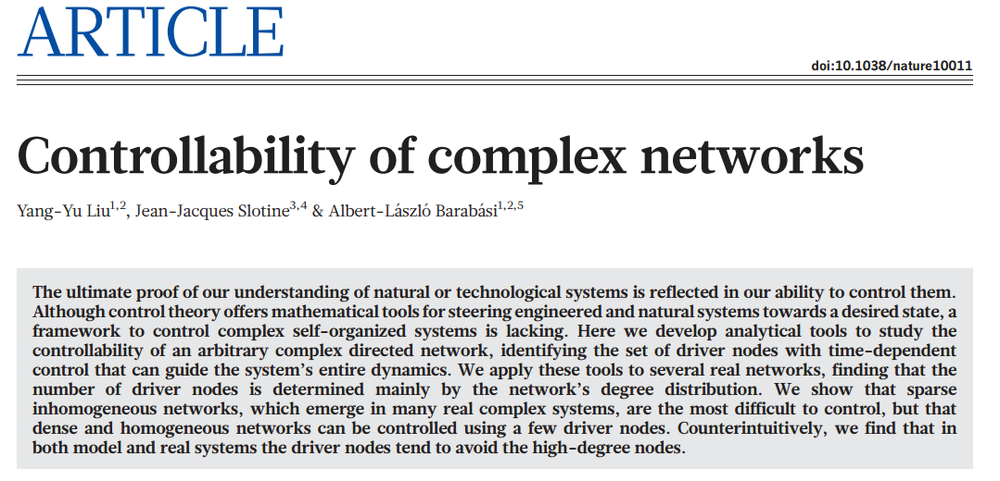 ARTICLE
doi:10.1038/nature10011
Controllability of complex networks
Yang-Yu Liu1,2, Jean-Jacques Slotine3,4 & Albert-László Barabási1,2,5
The ultimate proof of our understanding of natural or technological systems is reflected in our ability to control them.
Although control theory offers mathematical tools for steering engineered and natural systems towards a desired state, a
framework to control complex self-organized systems is lacking. Here we develop analytical tools to study the
controllability of an arbitrary complex directed network, identifying the set of driver nodes with time-dependent
control that can guide the system's entire dynamics. We apply these tools to several real networks, finding that the
number of driver nodes is determined mainly by the network's degree distribution. We show that sparse
inhomogeneous networks, which emerge in many real complex systems, are the most difficult to control, but that
dense and homogeneous networks can be controlled using a few driver nodes. Counterintuitively, we find that in
both model and real systems the driver nodes tend to avoid the high-degree nodes.